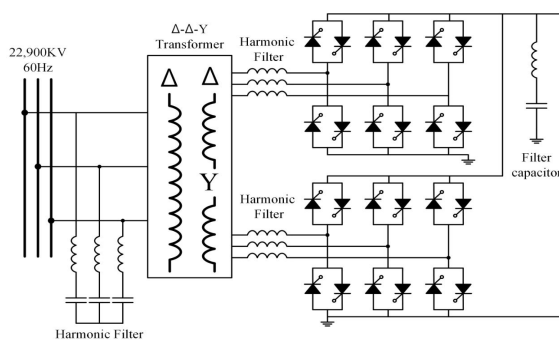 22,900KV
60Hz
Δ-Δ-Y
Transformer
Δ Δ
Y
Harmonic
Filter
Harmonic
Filter
Filter
capacitor
Harmonic Filter